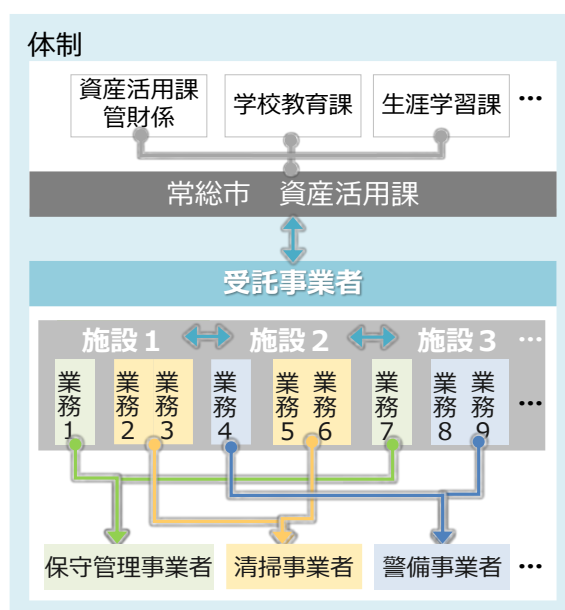 体制
資産活用課
管財係
学校教育課
生涯学習課
…
常総市　資産活用課
受託事業者
施設1
施設2
施設3
…
業務1
業務2
業務3
業務4
業務5
業務6
業務7
業務8
業務9
…
保守管理事業者
清掃事業者
警備事業者
…